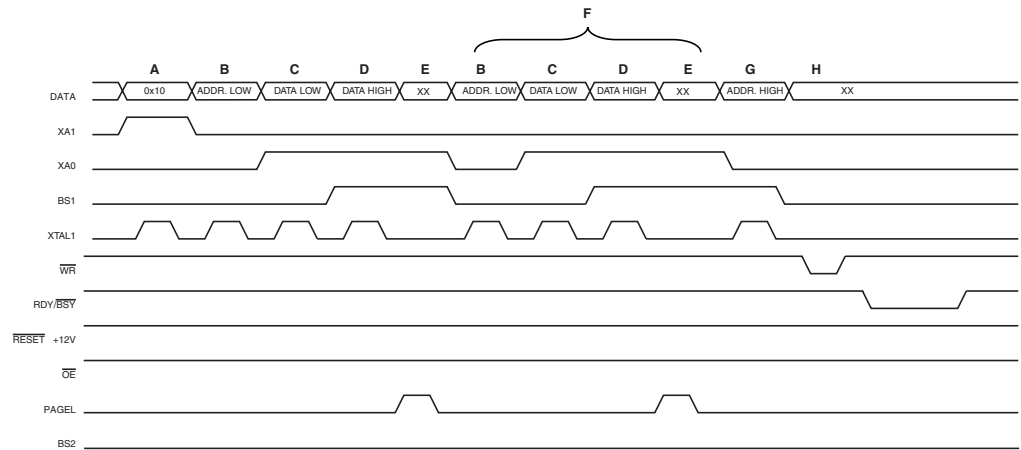 F
A B C D E B C D E G H
DATA 0x10 ADDR. LOW DATA LOW DATA HIGH XX ADDR. LOW DATA LOW DATA HIGH XX ADDR. HIGH XX
XA1
XA0
BS1
XTAL1
WR
RDY/BSY
RESET +12V
OE
PAGEL
BS2